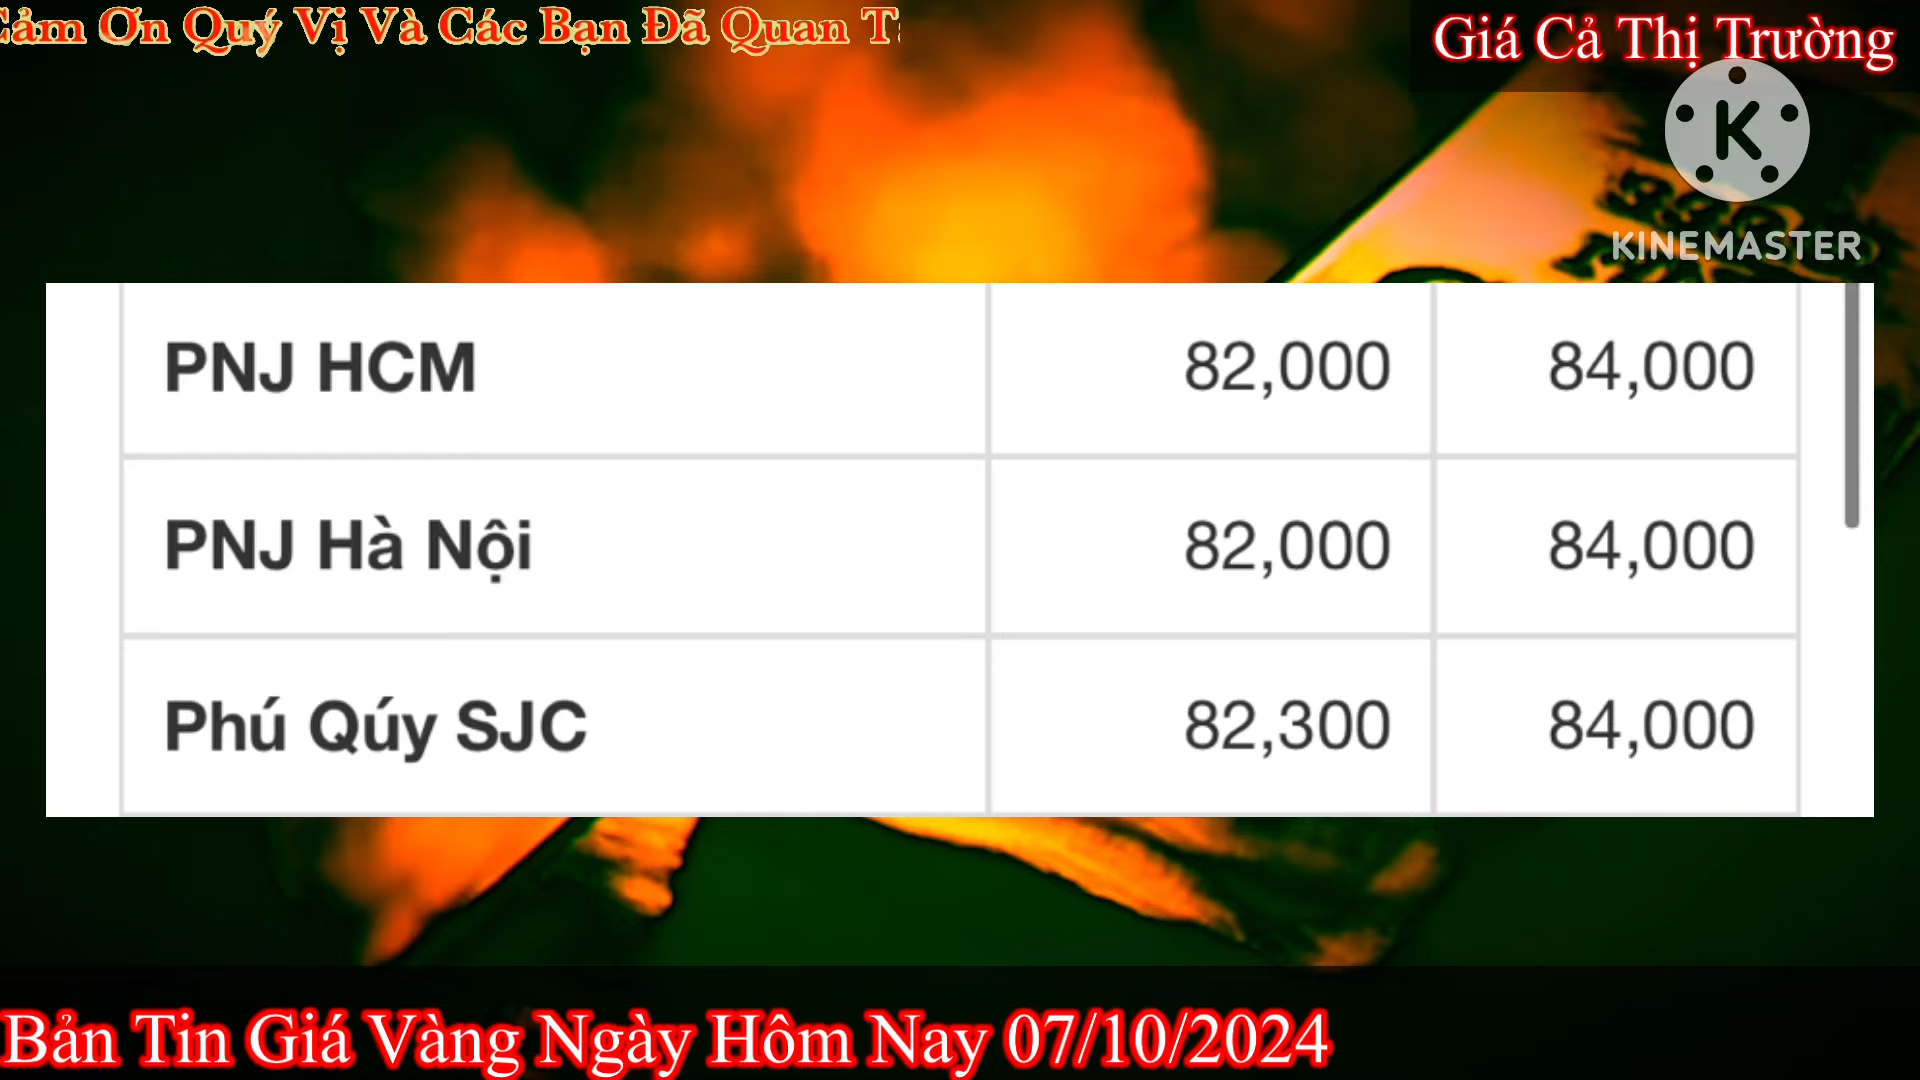 Cảm Ơn Quý Vị Và Các Bạn Đã Quan
Giá Cả Thị Trường
K
KINEMASTER
PNJ HCM 82,000 84,000
PNJ Hà Nội 82,000 84,000
Phú Qúy SJC 82,300 84,000
Bản Tin Giá Vàng Ngày Hôm Nay 07/10/2024